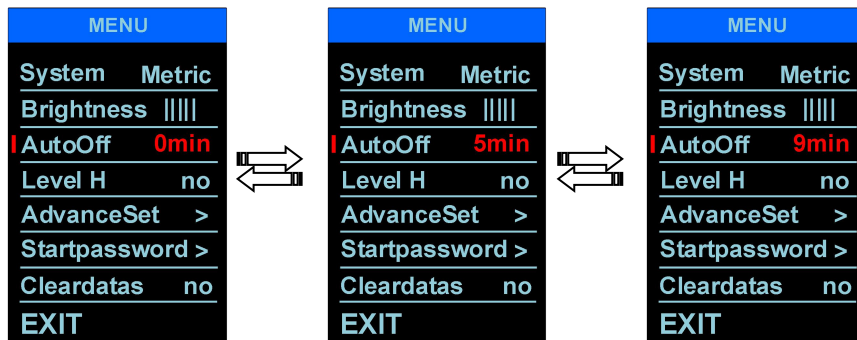 MENU
System Metric
Brightness |||||
AutoOff 0min
Level H no
AdvanceSet >
Startpassword >
Cleardatas no
EXIT
MENU
System Metric
Brightness |||||
AutoOff 5min
Level H no
AdvanceSet >
Startpassword >
Cleardatas no
EXIT
MENU
System Metric
Brightness |||||
AutoOff 9min
Level H no
AdvanceSet >
Startpassword >
Cleardatas no
EXIT